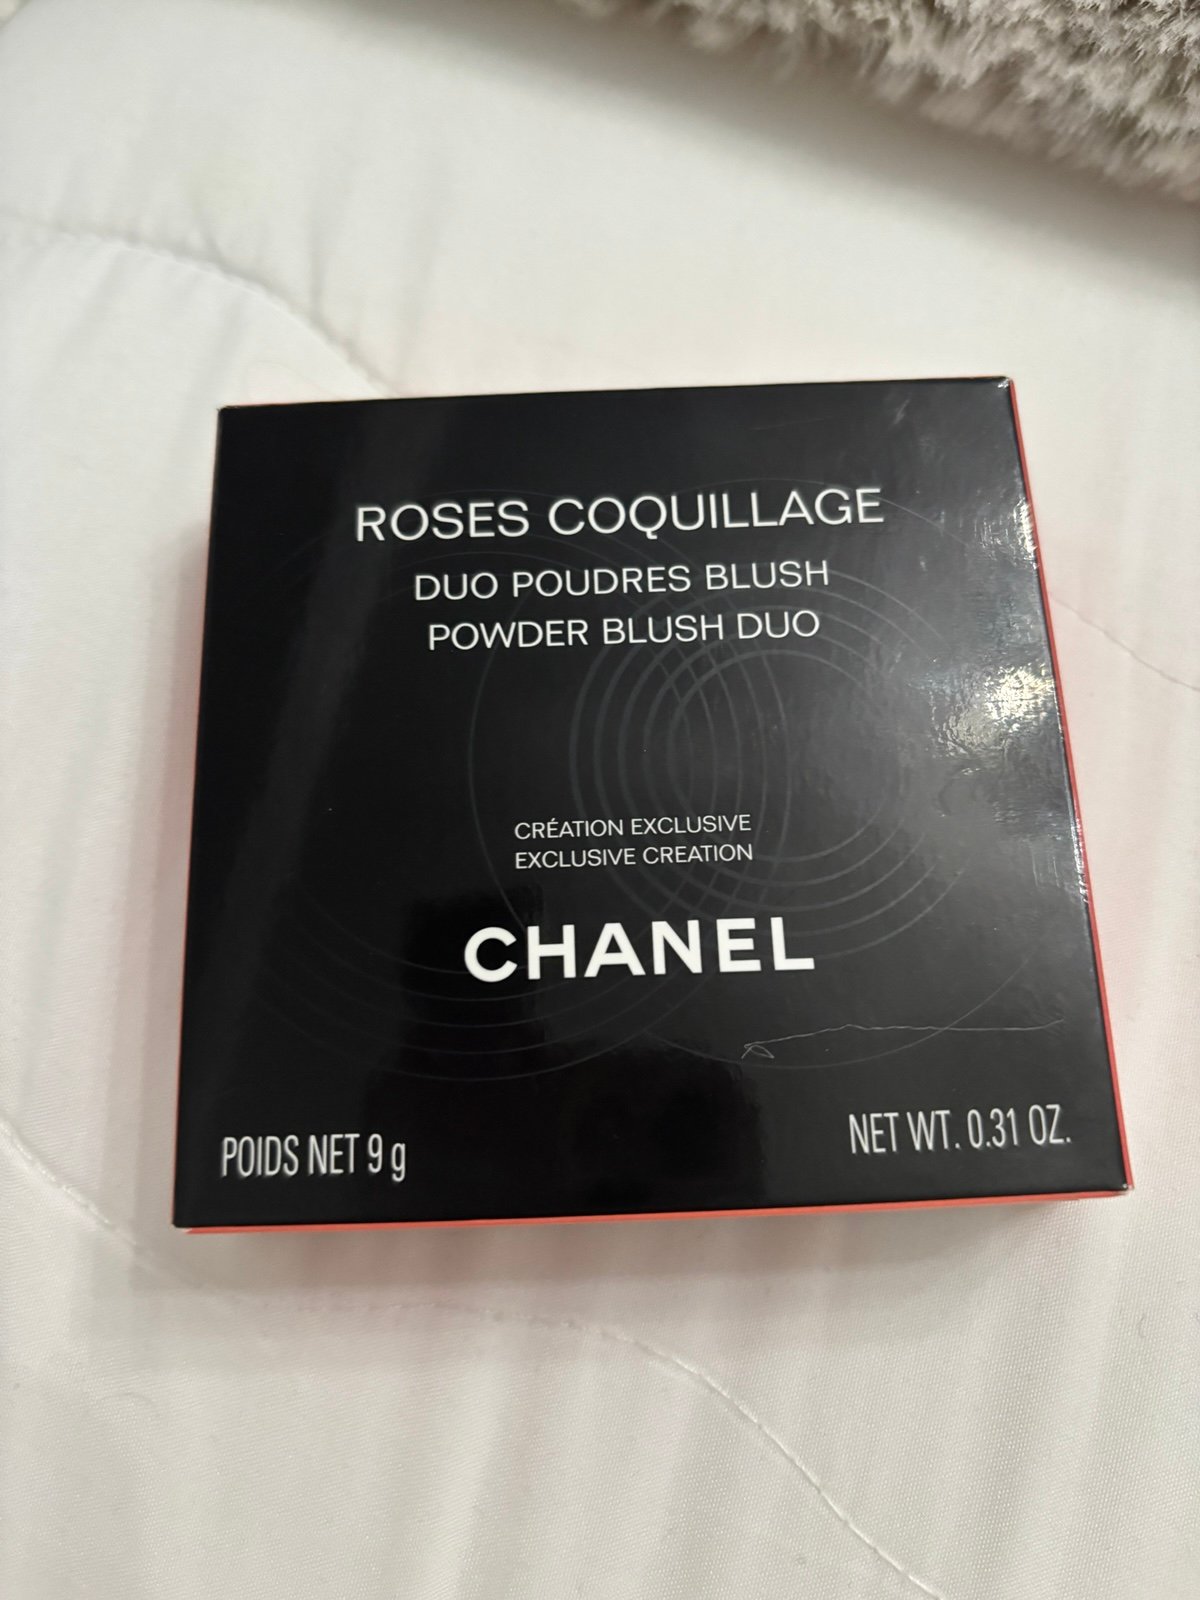 ROSES COQUILLAGE
DUO POUDRES BLUSH
POWDER BLUSH DUO
CRÉATION EXCLUSIVE
EXCLUSIVE CREATION
CHANEL
POIDS NET 9 g
NET WT. 0.31 OZ.